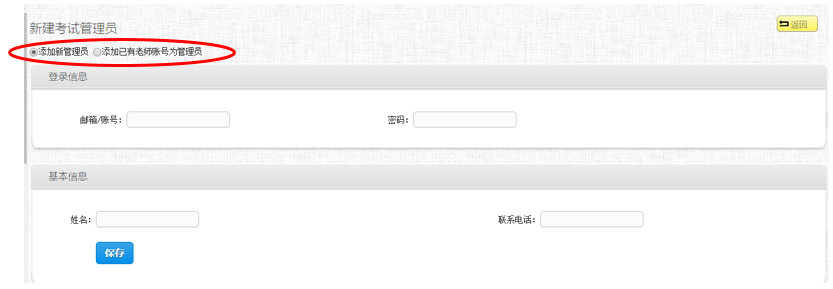 新建考试管理员
返回
添加新管理员 添加已有老师账号为管理员
登录信息
邮箱/账号： 密码：
基本信息
姓名： 联系电话：
保存